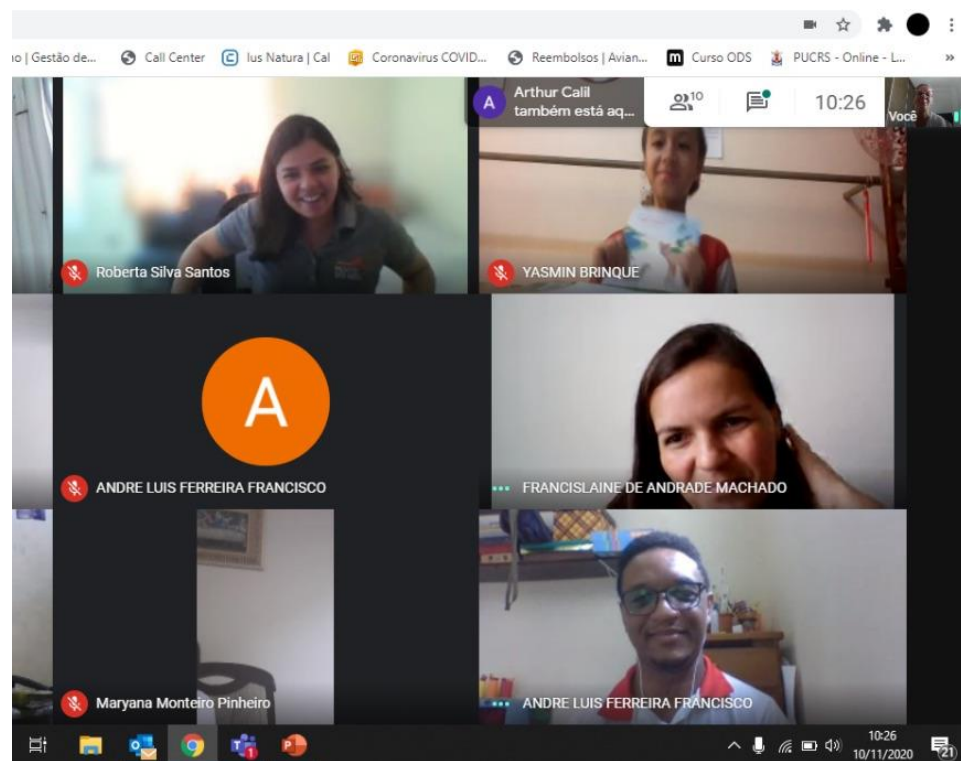 no | Gestão de...
Call Center
Ius Natura | Cal
Coronavirus COVID...
Reembolsos | Avian...
Curso ODS
PUCRS - Online - L...
»
A
Arthur Calil
também está aq...
10
10:26
Você
Roberta Silva Santos
YASMIN BRINQUE
A
ANDRE LUIS FERREIRA FRANCISCO
FRANCISLAINE DE ANDRADE MACHADO
Maryana Monteiro Pinheiro
ANDRE LUIS FERREIRA FRANCISCO
10:26
10/11/2020
21